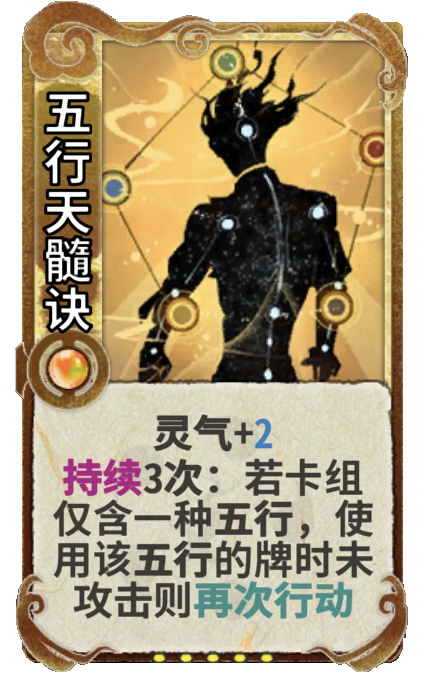 五行天髓诀
灵气+2
持续3次：若卡组
仅含一种五行，使
用该五行的牌时未
攻击则再次行动